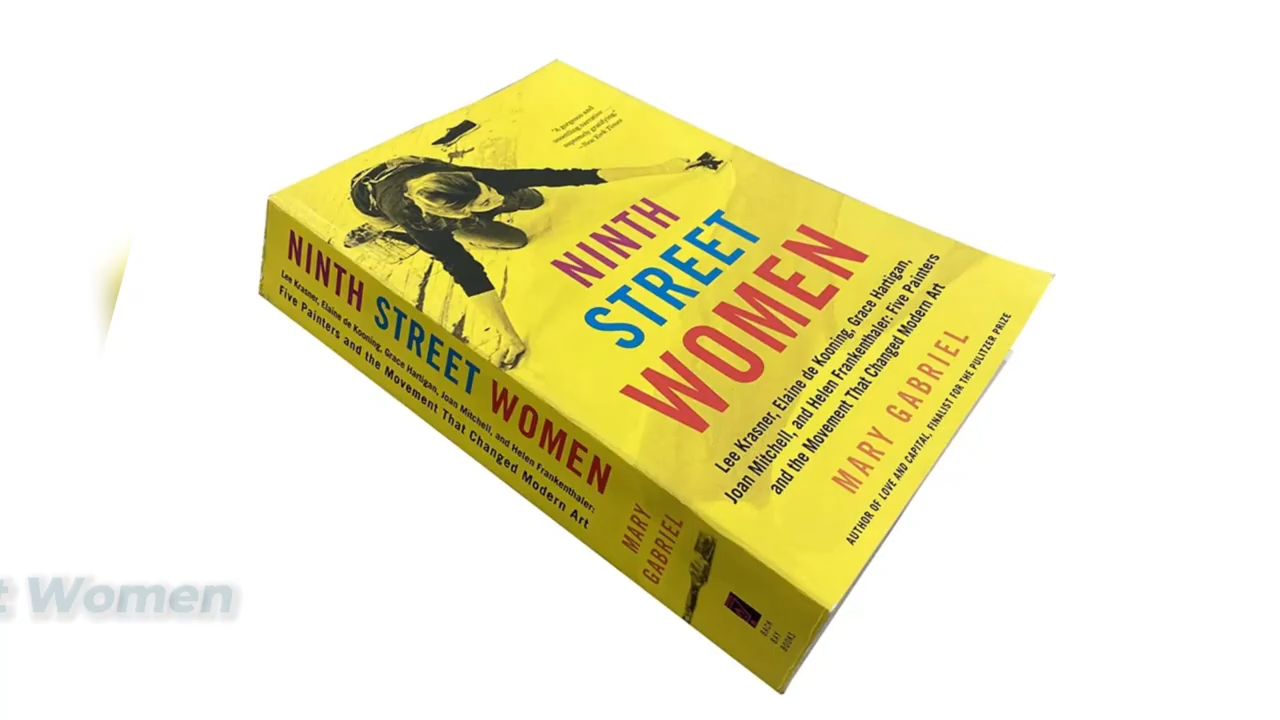 "A gorgeous and
unsettling narrative...
supremely gratifying."
—New York Times
NINTH
STREET
WOMEN
Lee Krasner, Elaine de Kooning, Grace Hartigan,
Joan Mitchell, and Helen Frankenthaler: Five Painters
and the Movement That Changed Modern Art
MARY GABRIEL
AUTHOR OF LOVE AND CAPITAL, FINALIST FOR THE PULITZER PRIZE
NINTH STREET WOMEN
Lee Krasner, Elaine de Kooning, Grace Hartigan, Joan Mitchell, and Helen Frankenthaler:
Five Painters and the Movement That Changed Modern Art
MARY
GABRIEL
BACK
BAY
BOOKS
t Women